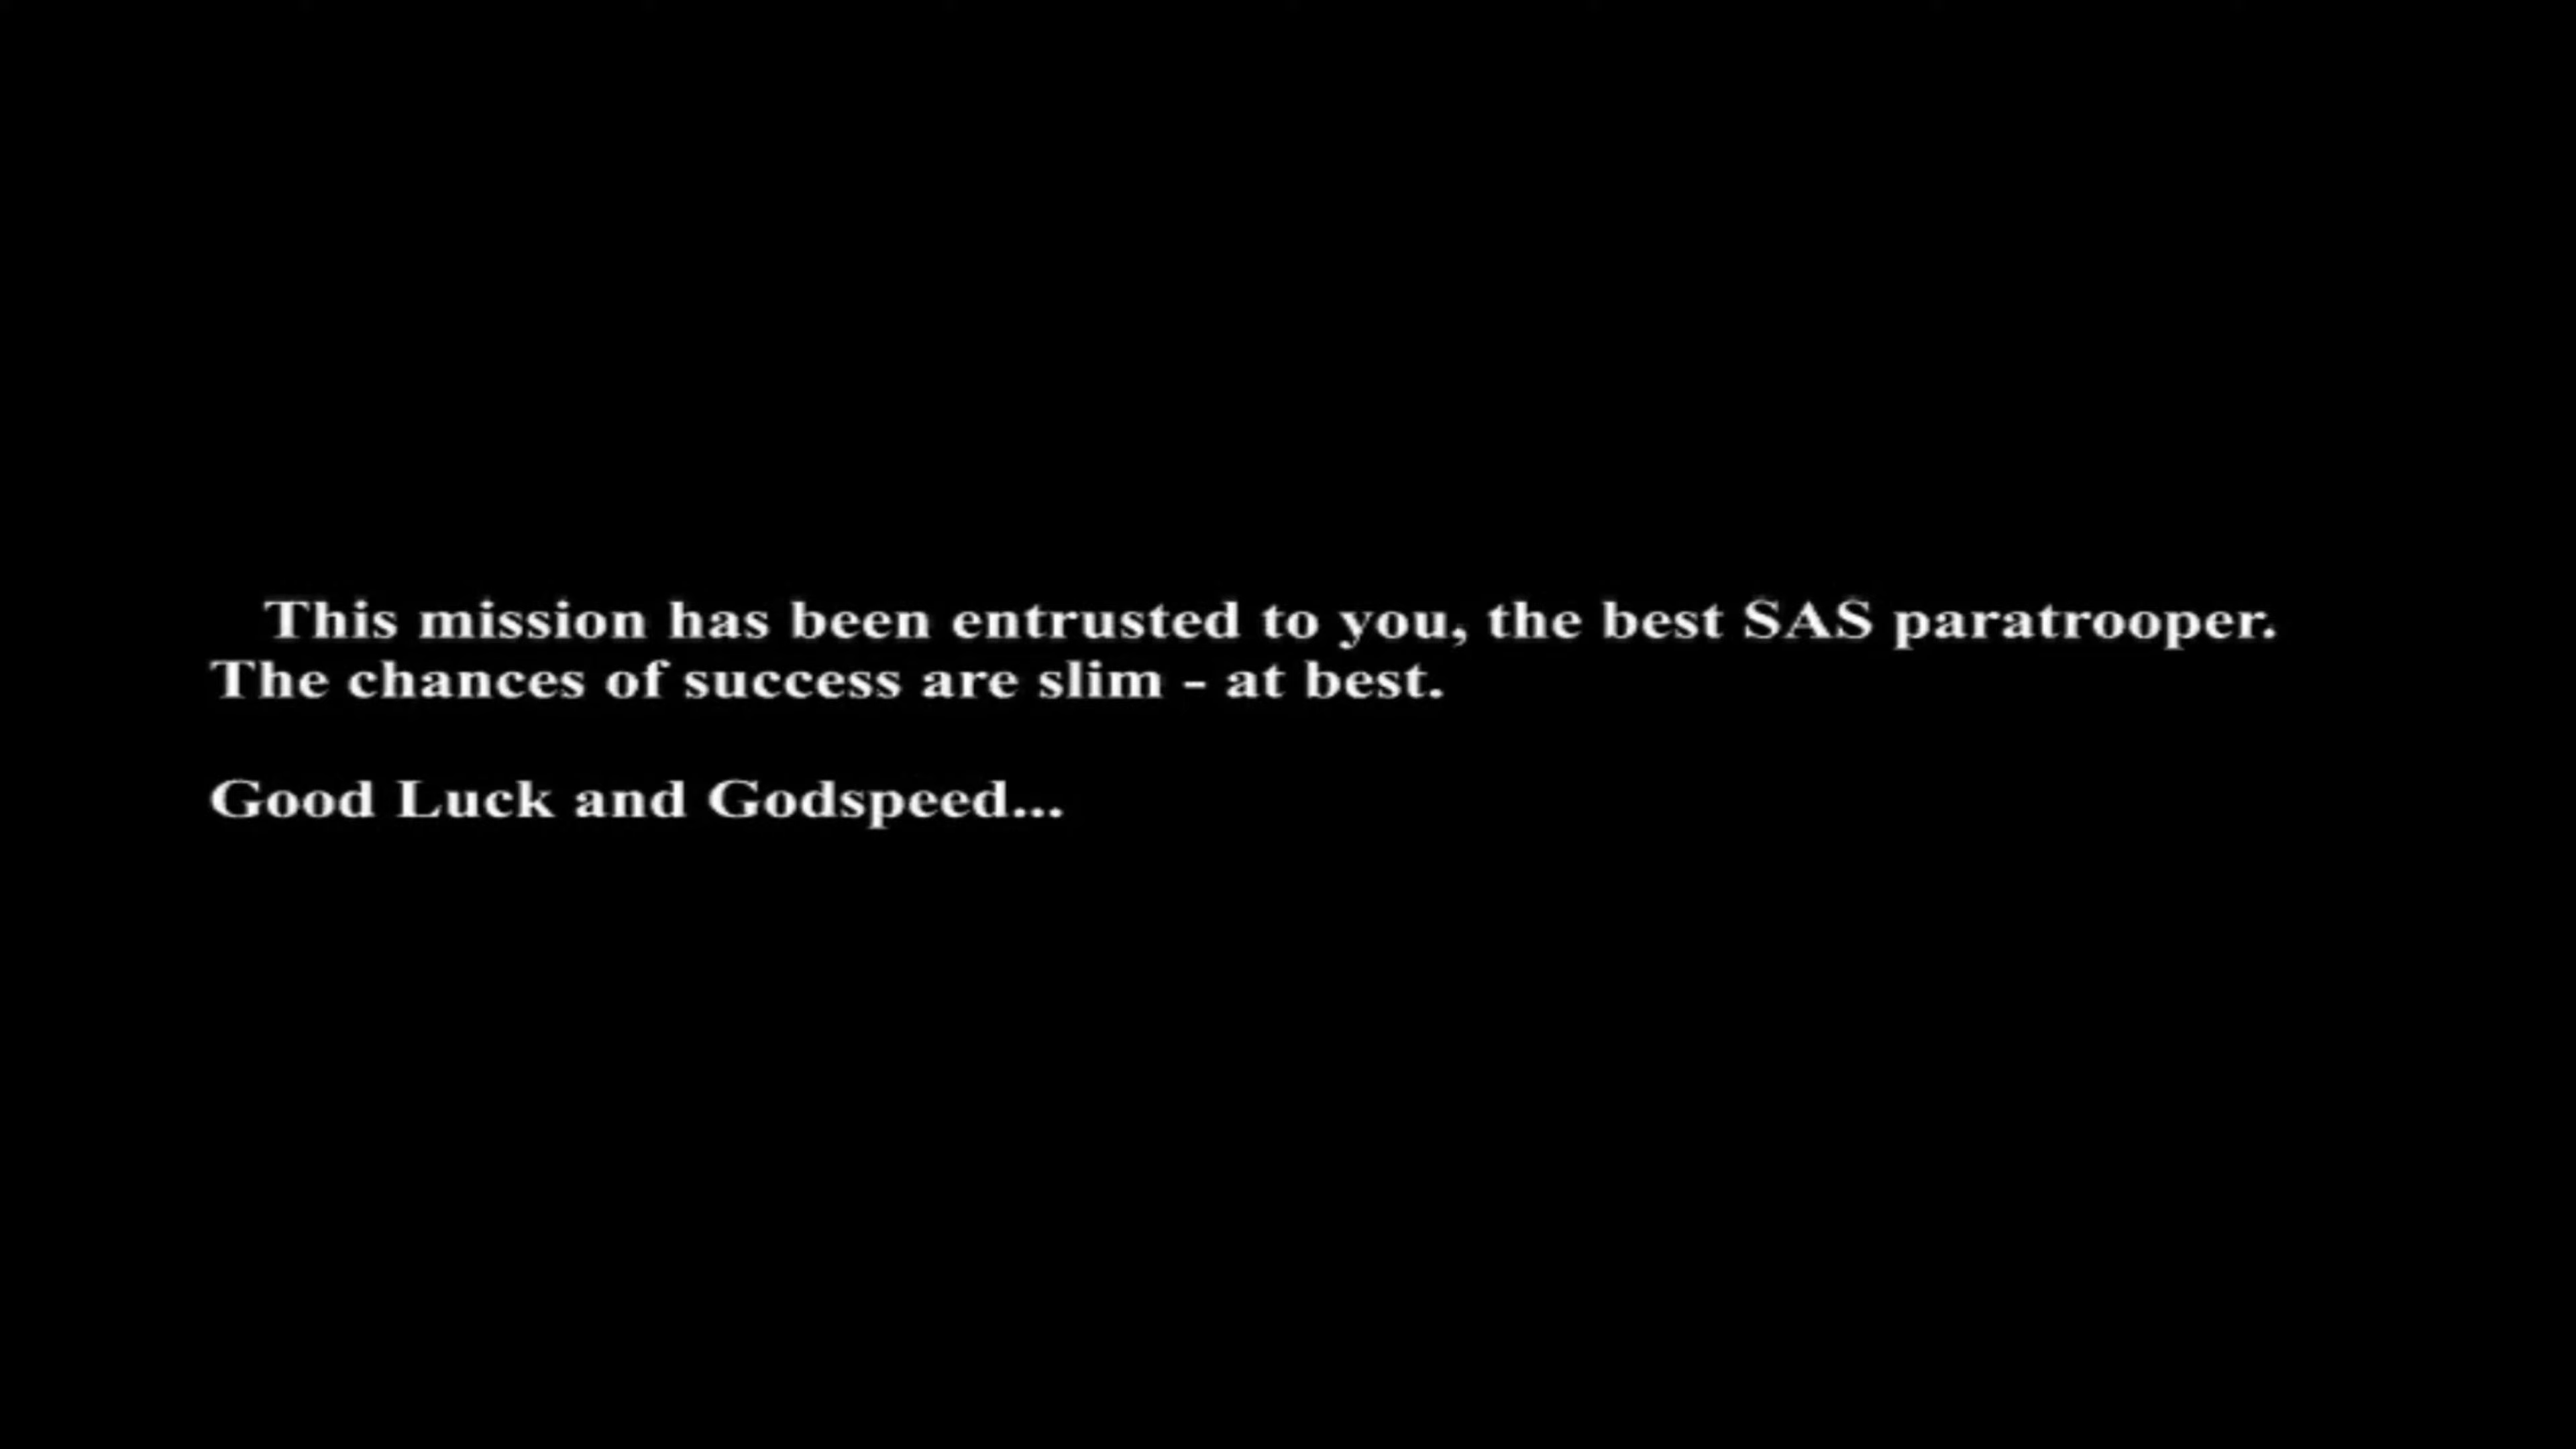 This mission has been entrusted to you, the best SAS paratrooper.
The chances of success are slim - at best.
Good Luck and Godspeed...